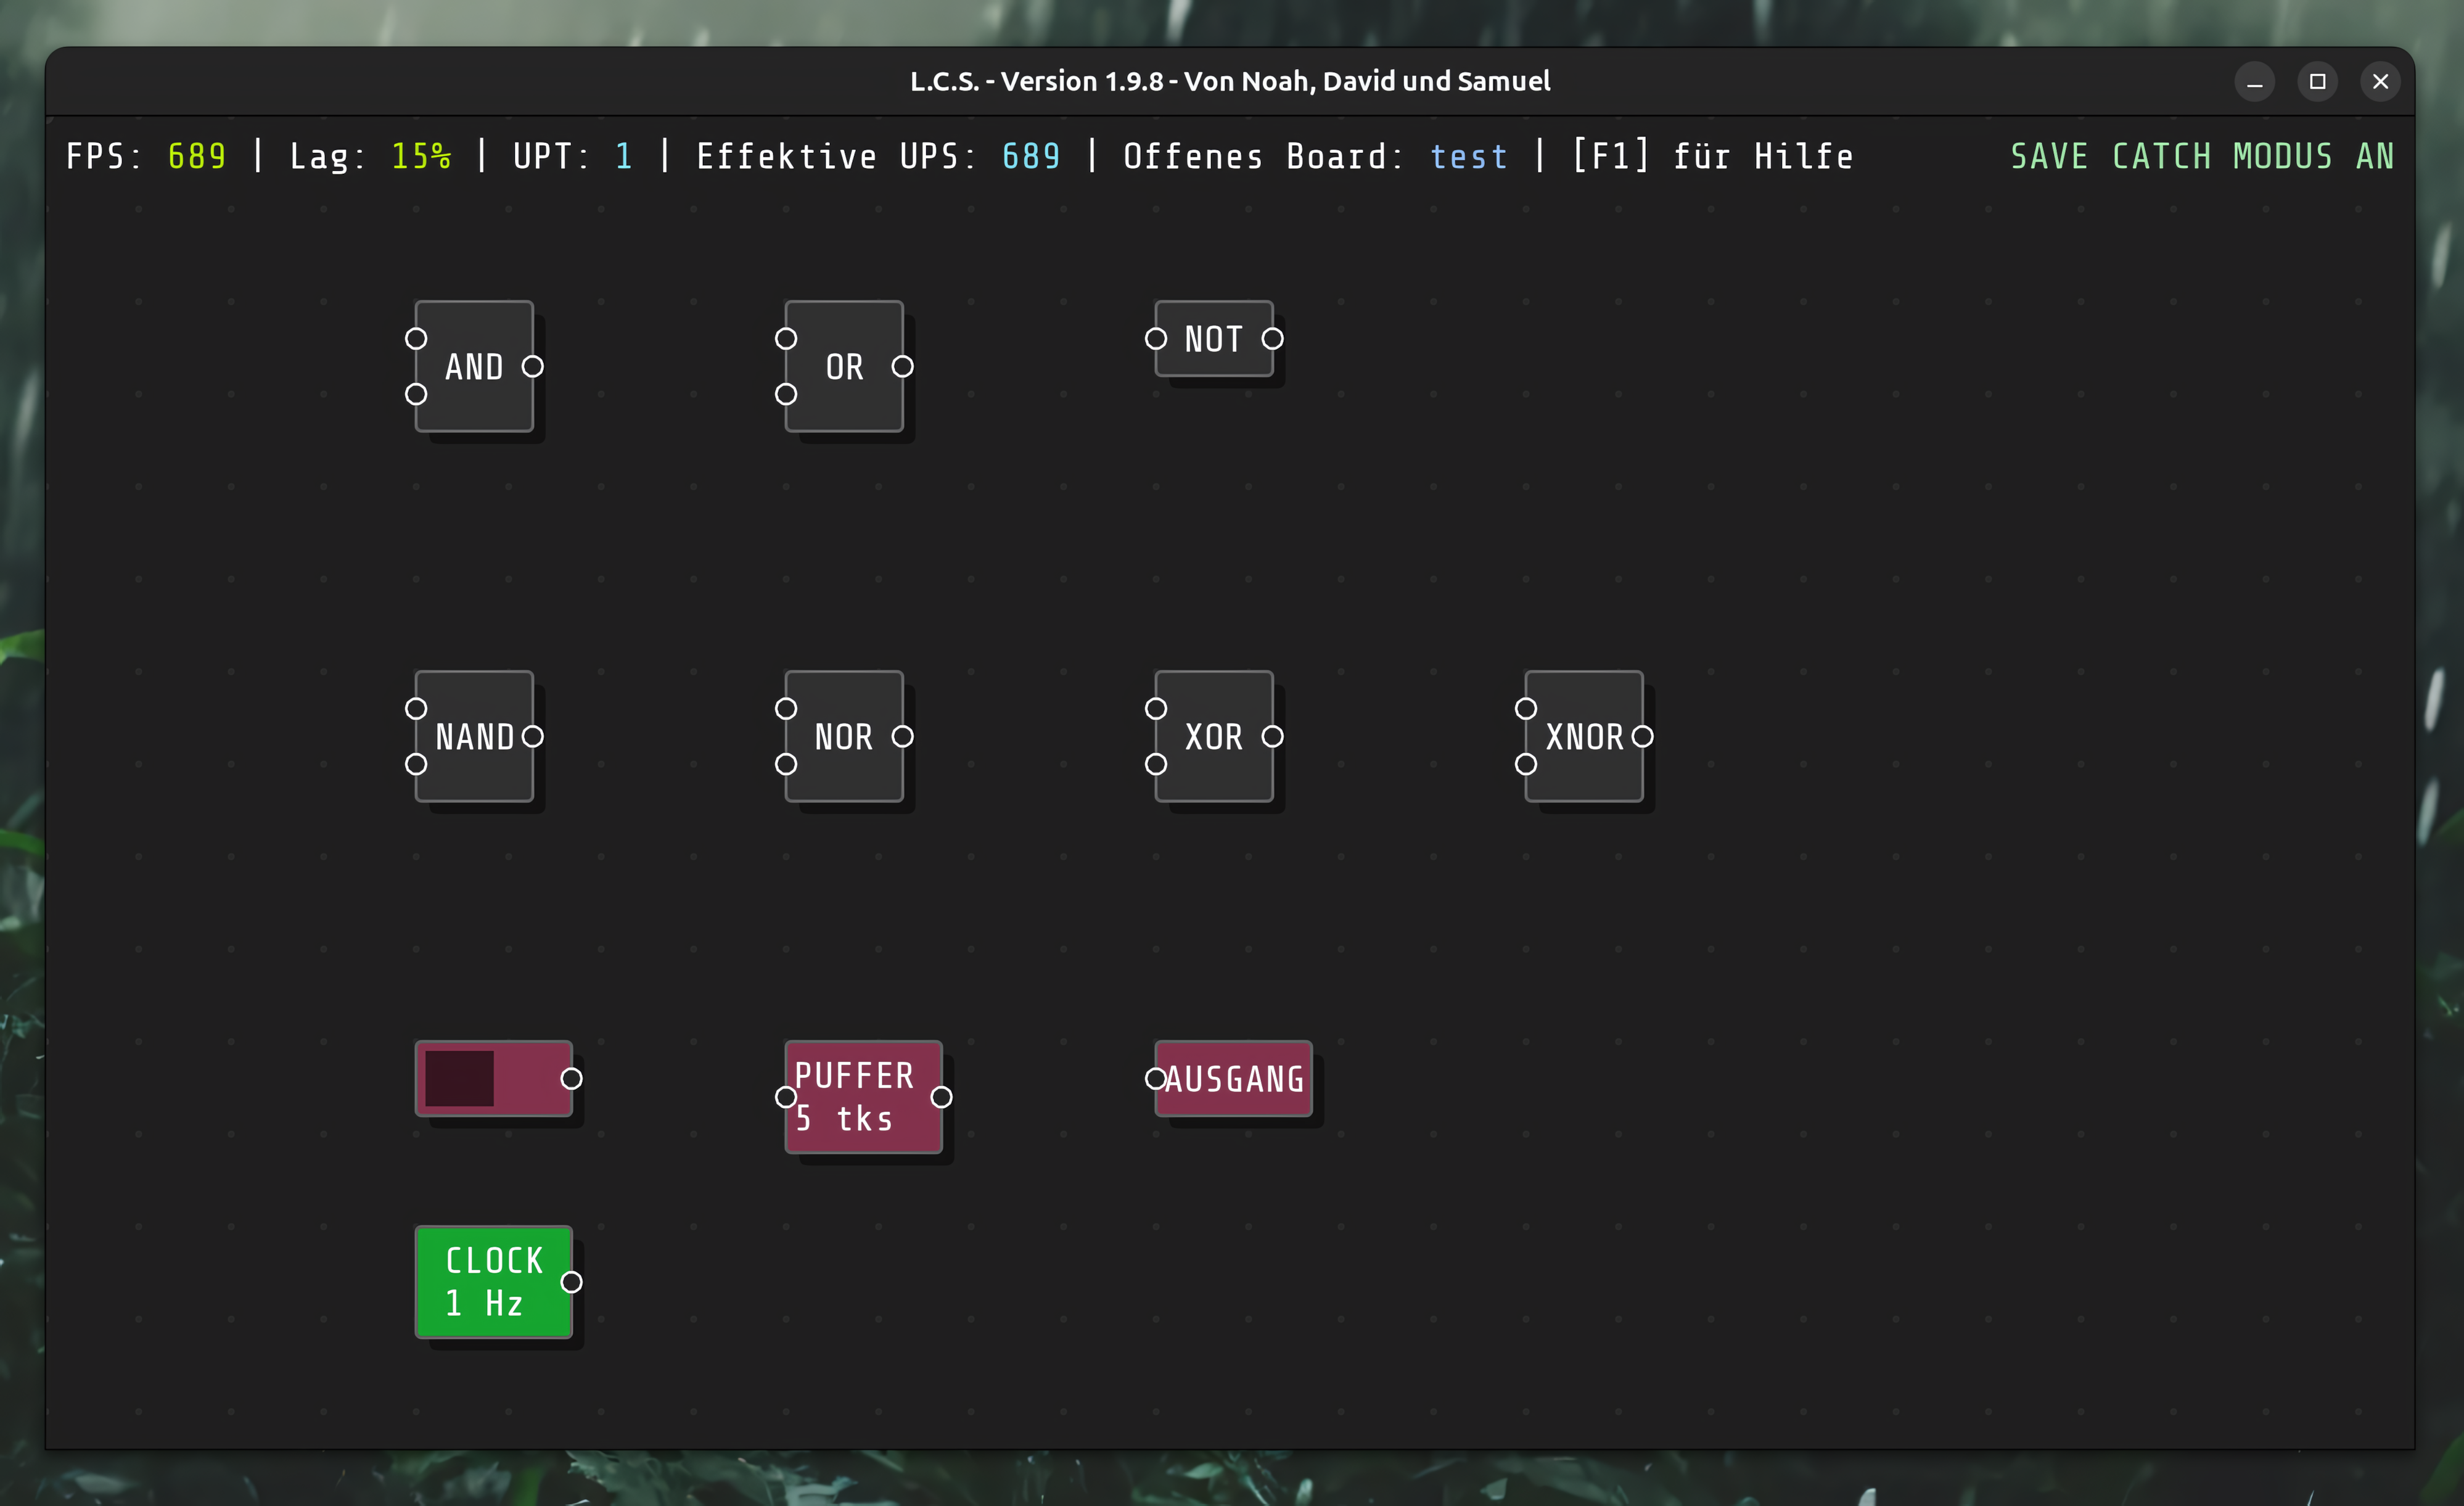 L.C.S. - Version 1.9.8 - Von Noah, David und Samuel
FPS: 689 | Lag: 15% | UPT: 1 | Effektive UPS: 689 | Offenes Board: test | [F1] für Hilfe
SAVE CATCH MODUS AN
AND
OR
NOT
NAND
NOR
XOR
XNOR
PUFFER
5 tks
AUSGANG
CLOCK
1 Hz